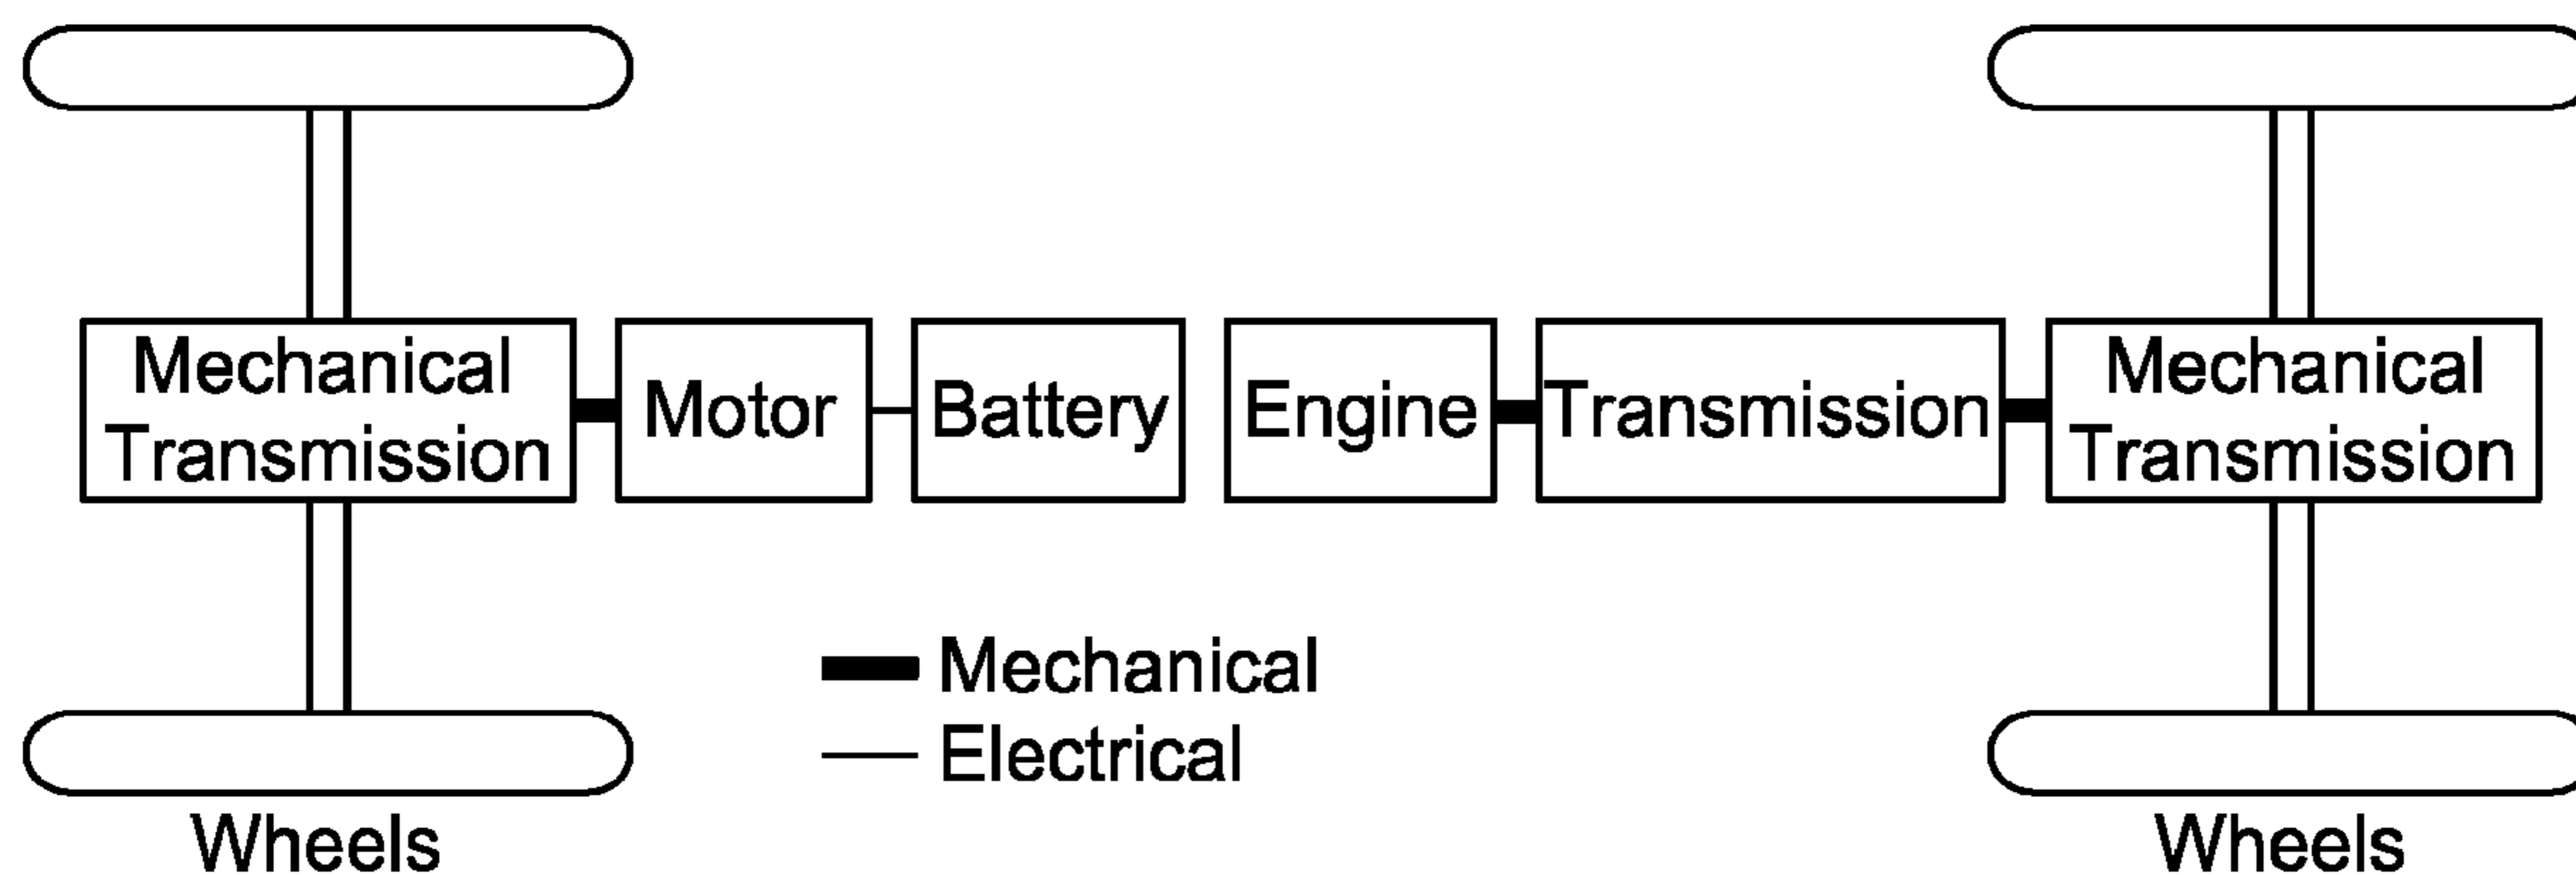 Mechanical
Transmission
Motor
Battery
Engine
Transmission
Mechanical
Transmission
Mechanical
Electrical
Wheels
Wheels